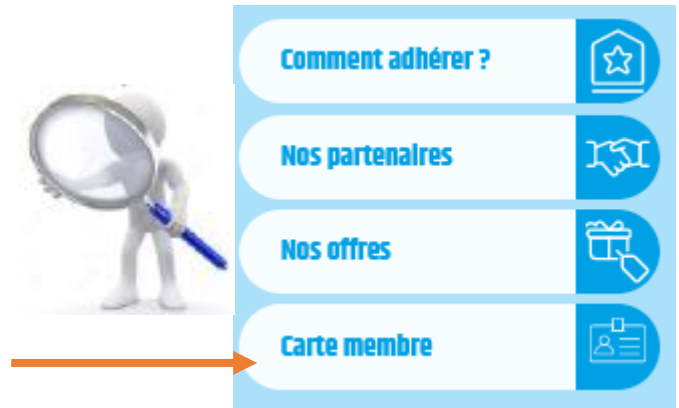 Comment adhérer ?
Nos partenaires
Nos offres
Carte membre